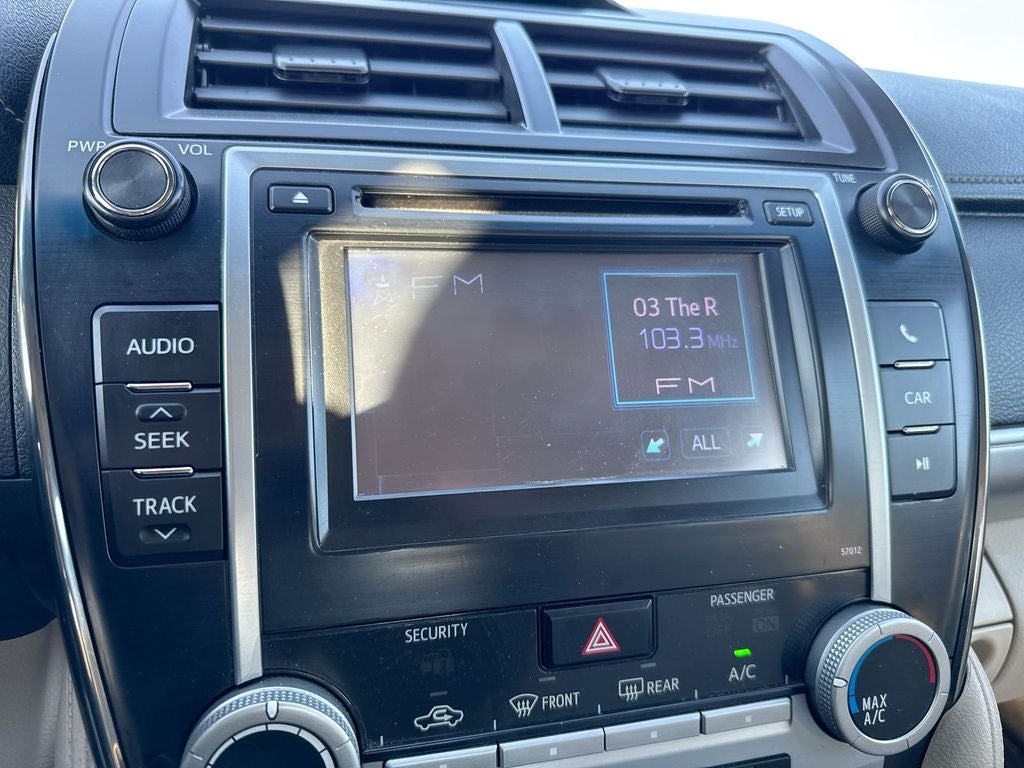 PWR VOL
TUNE
SETUP
FM
03 The R
103.3 MHz
FM
ALL
AUDIO
SEEK
TRACK
CAR
57012
SECURITY
PASSENGER
OFF ON
FRONT
REAR
A/C
MAX
A/C